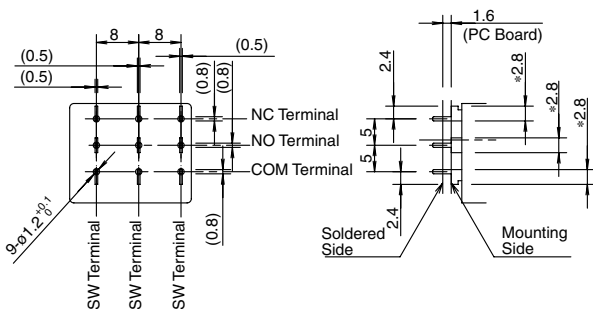 8 8
(0.5)
(0.5)
(0.5)
(0.8)
(0.8)
NC Terminal
NO Terminal
COM Terminal
(0.8)
9-ø1.2 +0.1 0
SW Terminal
SW Terminal
SW Terminal
1.6
(PC Board)
2.4
*2.8
*2.8
*2.8
5
5
2.4
Soldered
Side
Mounting
Side